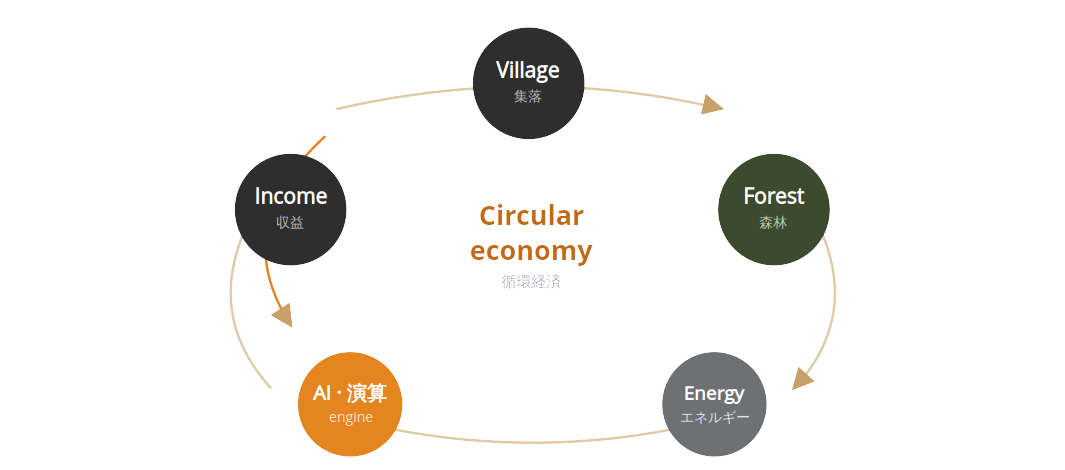 Village
集落
Income
収益
Forest
森林
Circular
economy
循環経済
AI · 演算
engine
Energy
エネルギー